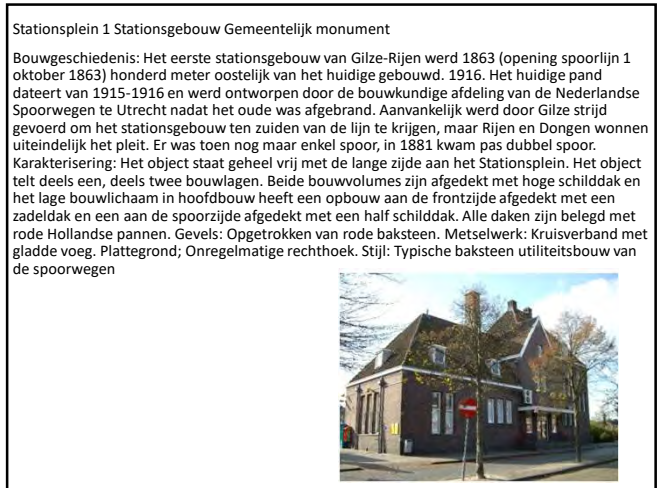 Stationsplein 1 Stationsgebouw Gemeentelijk monument
Bouwgeschiedenis: Het eerste stationsgebouw van Gilze-Rijen werd 1863 (opening spoorlijn 1
oktober 1863) honderd meter oostelijk van het huidige gebouwd. 1916. Het huidige pand
dateert van 1915-1916 en werd ontworpen door de bouwkundige afdeling van de Nederlandse
Spoorwegen te Utrecht nadat het oude was afgebrand. Aanvankelijk werd door Gilze strijd
gevoerd om het stationsgebouw ten zuiden van de lijn te krijgen, maar Rijen en Dongen wonnen
uiteindelijk het pleit. Er was toen nog maar enkel spoor, in 1881 kwam pas dubbel spoor.
Karakterisering: Het object staat geheel vrij met de lange zijde aan het Stationsplein. Het object
telt deels een, deels twee bouwlagen. Beide bouwvolumes zijn afgedekt met hoge schilddak en
het lage bouwlichaam in hoofdbouw heeft een opbouw aan de frontzijde afgedekt met een
zadeldak en een aan de spoorzijde afgedekt met een half schilddak. Alle daken zijn belegd met
rode Hollandse pannen. Gevels: Opgetrokken van rode baksteen. Metselwerk: Kruisverband met
gladde voeg. Plattegrond; Onregelmatige rechthoek. Stijl: Typische baksteen utiliteitsbouw van
de spoorwegen